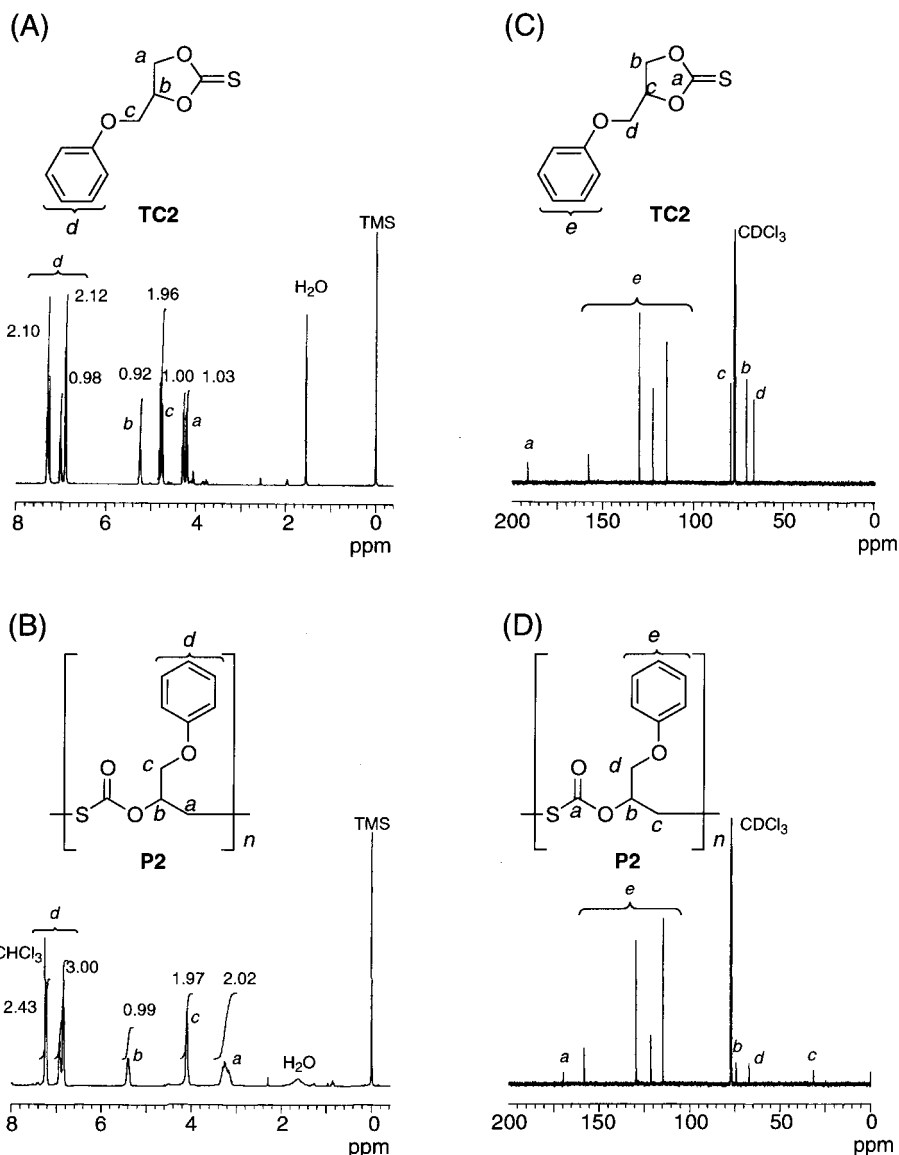 (A)
a
O
S
b
O
c
O
d
TC2
TMS
d
H₂O
2.12
1.96
2.10
0.98
0.92
1.00
1.03
b
c
a
8
6
4
2
0
ppm
(C)
b
O
a
S
c
O
O
d
e
TC2
CDCl₃
e
c
b
d
a
200
150
100
50
0
ppm
(B)
d
O
O
c
S
O
b
a
n
P2
TMS
d
CHCl₃
3.00
2.43
0.99
1.97
2.02
b
c
a
H₂O
8
6
4
2
0
ppm
(D)
e
O
O
d
S
a
O
b
c
n
P2
CDCl₃
e
a
b
d
c
200
150
100
50
0
ppm